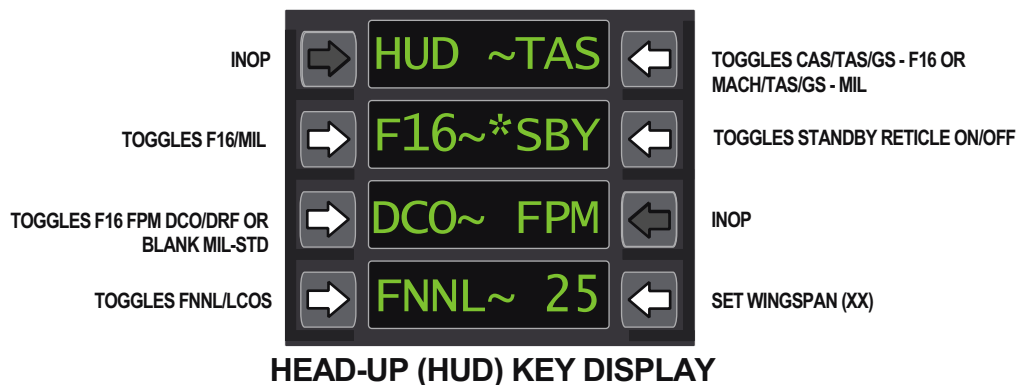 INOP
HUD ~TAS
TOGGLES CAS/TAS/GS - F16 OR
MACH/TAS/GS - MIL
TOGGLES F16/MIL
F16~*SBY
TOGGLES STANDBY RETICLE ON/OFF
TOGGLES F16 FPM DCO/DRF OR
BLANK MIL-STD
DCO~ FPM
INOP
TOGGLES FNNL/LCOS
FNNL~ 25
SET WINGSPAN (XX)
HEAD-UP (HUD) KEY DISPLAY